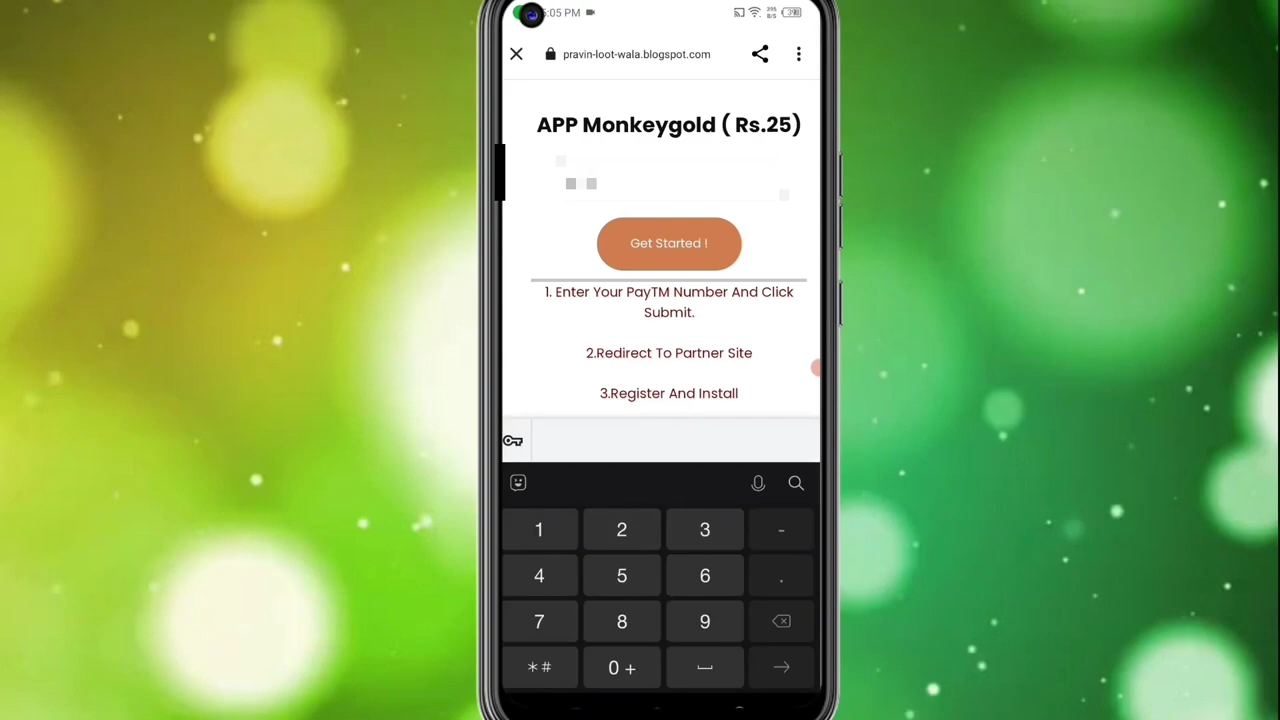 5:05 PM
395 B/S
39
pravin-loot-wala.blogspot.com
APP Monkeygold ( Rs.25)
Get Started !
1. Enter Your PayTM Number And Click
Submit.
2.Redirect To Partner Site
3.Register And Install
1 2 3 -
4 5 6 .
7 8 9
*# 0 +